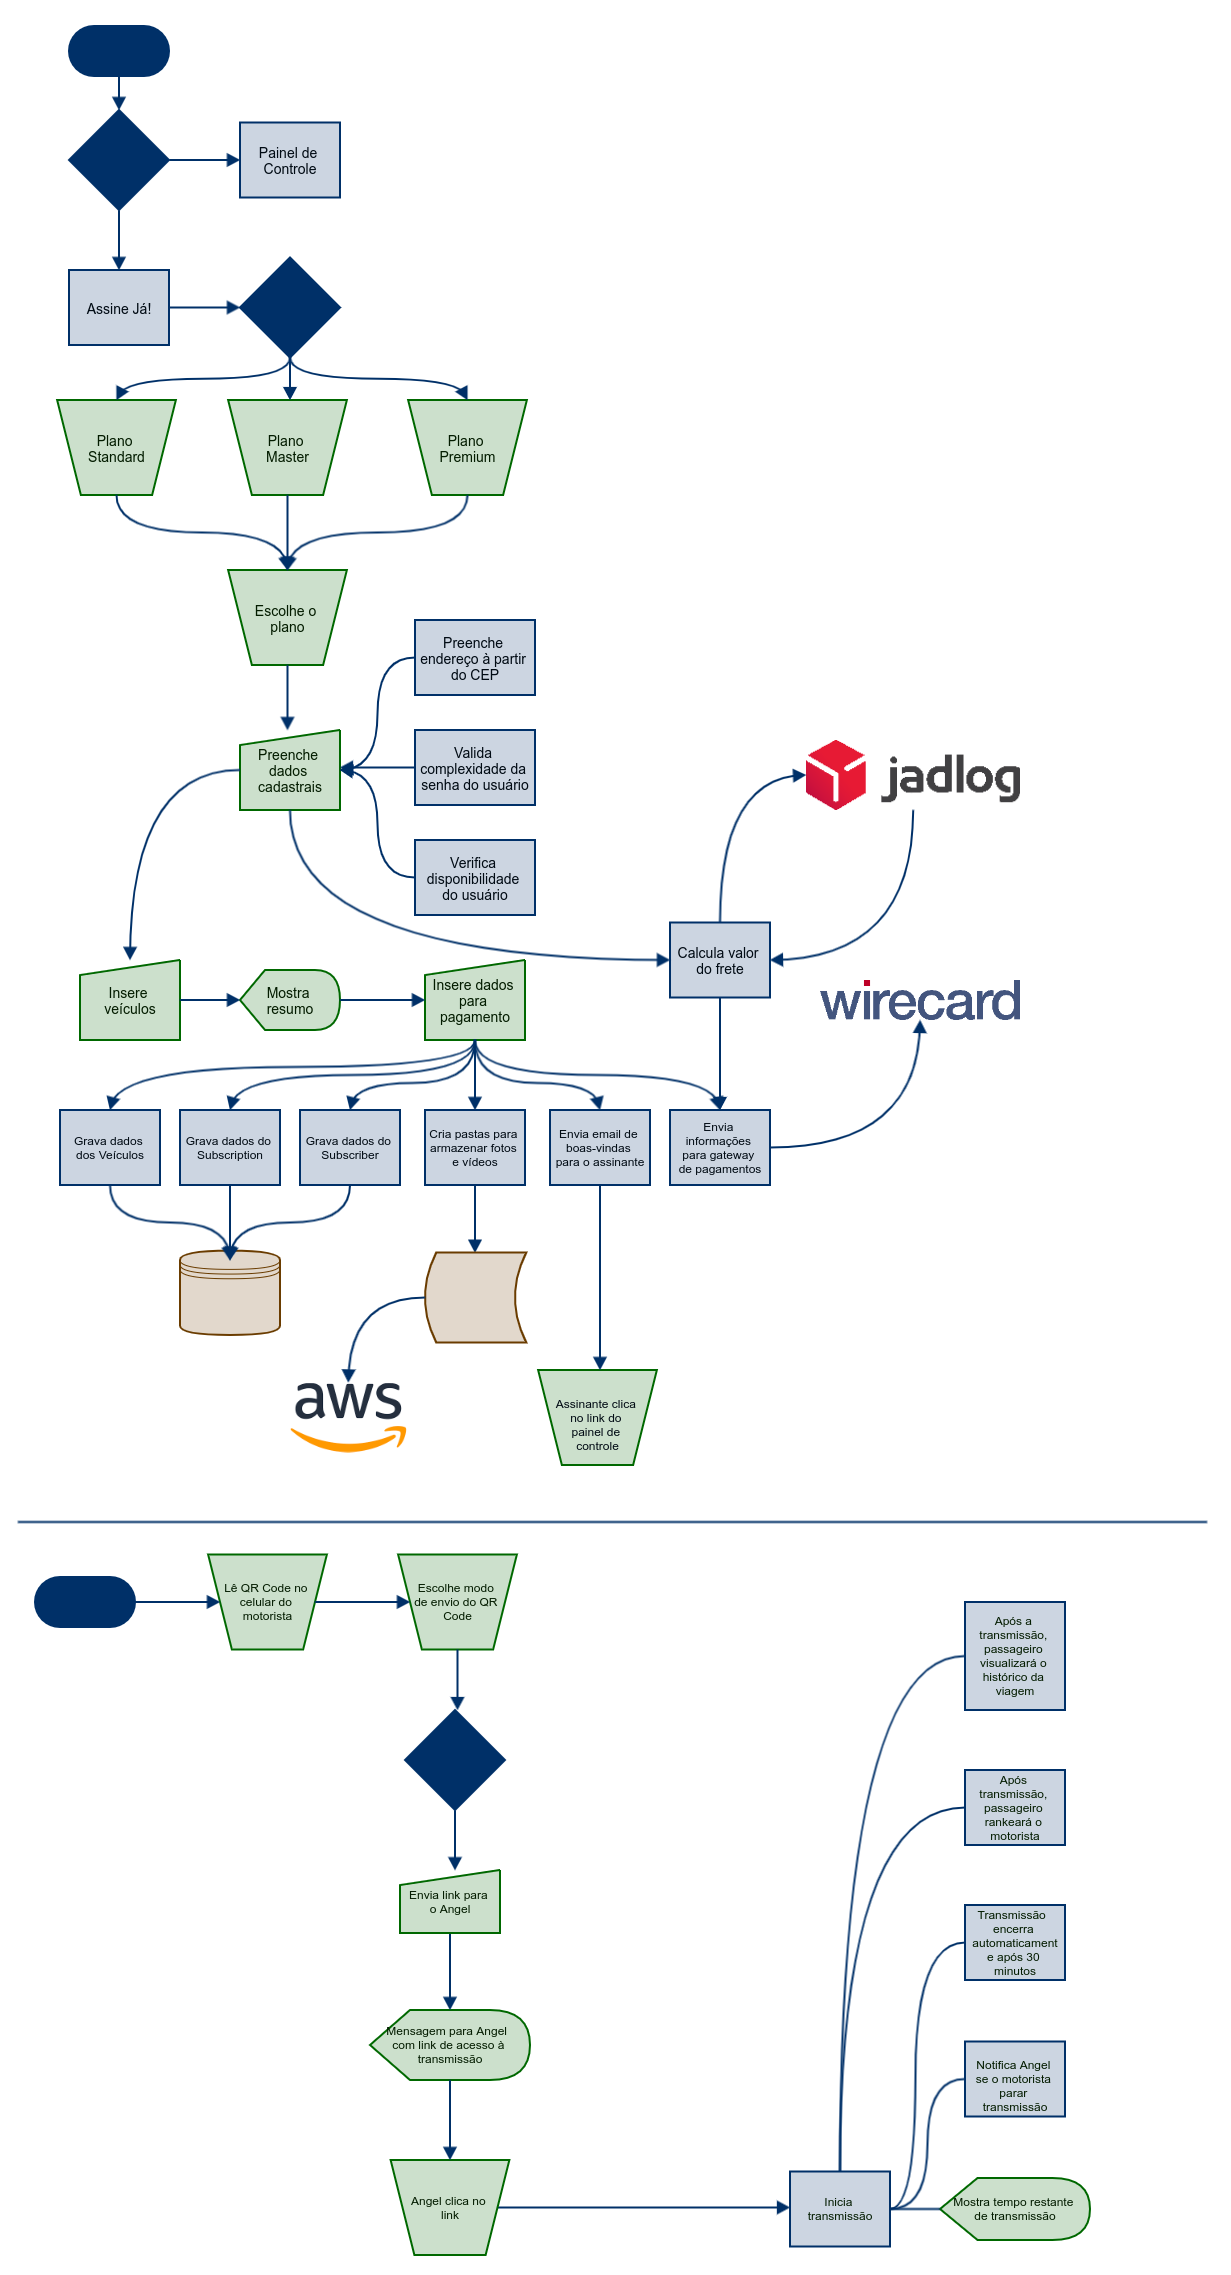 Painel de
Controle
Assine Já!
Plano
Standard
Plano
Master
Plano
Premium
Escolhe o
plano
Preenche
endereço à partir
do CEP
Preenche
dados
cadastrais
Valida
complexidade da
senha do usuário
Verifica
disponibilidade
do usuário
jadlog
Calcula valor
do frete
wirecard
Insere
veículos
Mostra
resumo
Insere dados
para
pagamento
Grava dados
dos Veículos
Grava dados do
Subscription
Grava dados do
Subscriber
Cria pastas para
armazenar fotos
e vídeos
Envia email de
boas-vindas
para o assinante
Envia
informações
para gateway
de pagamentos
aws
Assinante clica
no link do
painel de
controle
Lê QR Code no
celular do
motorista
Escolhe modo
de envio do QR
Code
Após a
transmissão,
passageiro
visualizará o
histórico da
viagem
Após
transmissão,
passageiro
rankeará o
motorista
Envia link para
o Angel
Transmissão
encerra
automaticament
e após 30
minutos
Mensagem para Angel
com link de acesso à
transmissão
Notifica Angel
se o motorista
parar
transmissão
Angel clica no
link
Inicia
transmissão
Mostra tempo restante
de transmissão